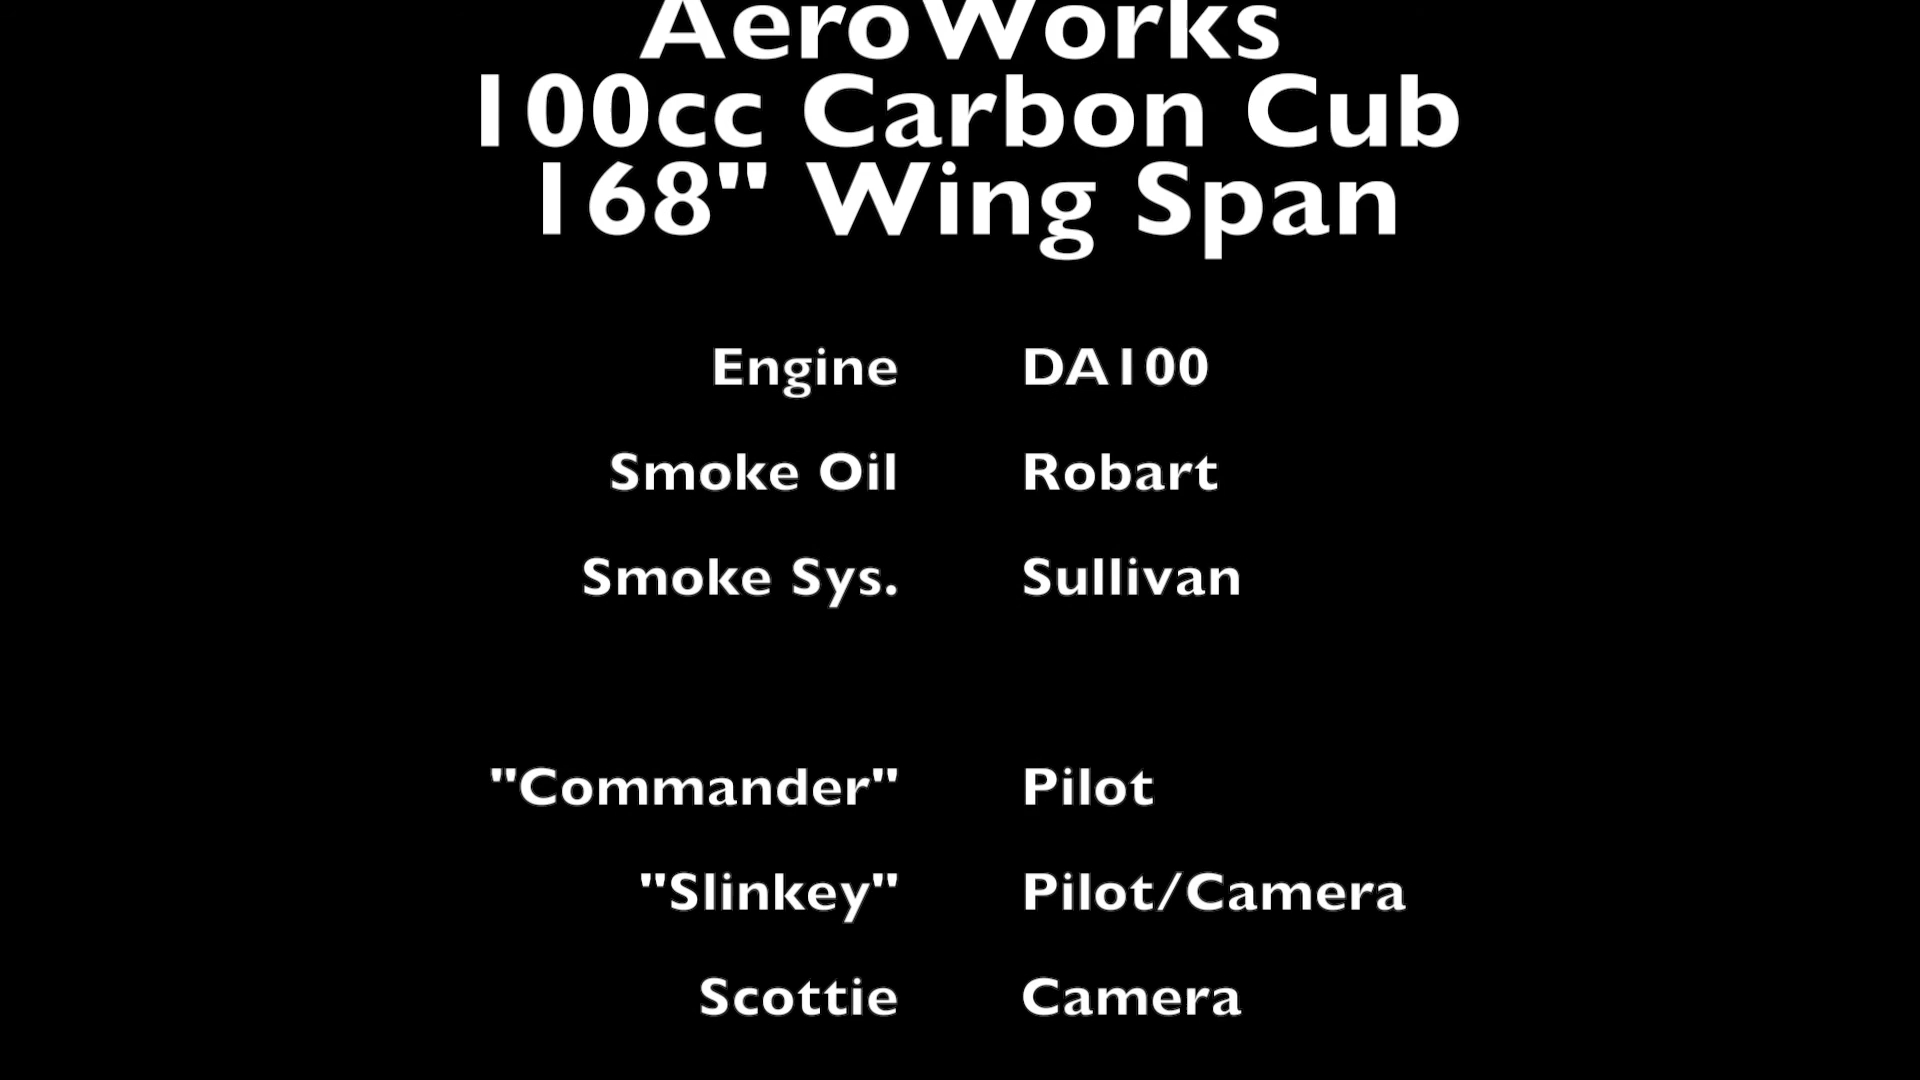 AeroWorks
100cc Carbon Cub
168" Wing Span
Engine DA100
Smoke Oil Robart
Smoke Sys. Sullivan
"Commander" Pilot
"Slinkey" Pilot/Camera
Scottie Camera